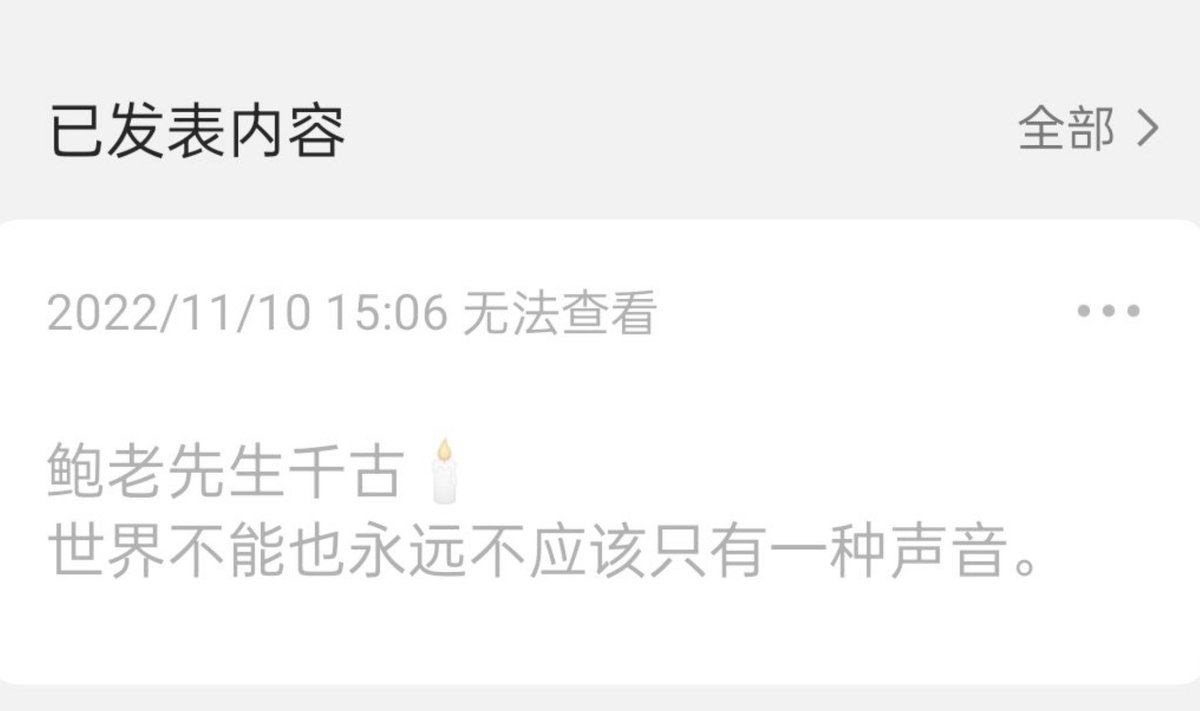 已发表内容
全部 >
2022/11/10 15:06 无法查看
鲍老先生千古🕯️
世界不能也永远不应该只有一种声音。